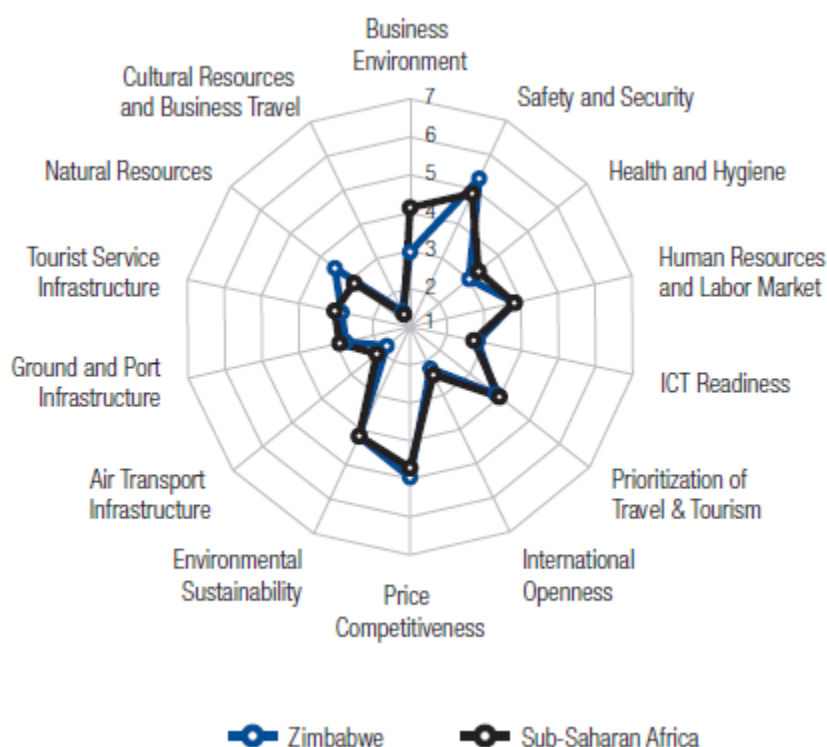 Business
Environment
Cultural Resources
and Business Travel
Safety and Security
Natural Resources
Health and Hygiene
Tourist Service
Infrastructure
Human Resources
and Labor Market
Ground and Port
Infrastructure
ICT Readiness
Air Transport
Infrastructure
Prioritization of
Travel & Tourism
Environmental
Sustainability
International
Openness
Price
Competitiveness
7
6
5
4
3
2
1
Zimbabwe
Sub-Saharan Africa